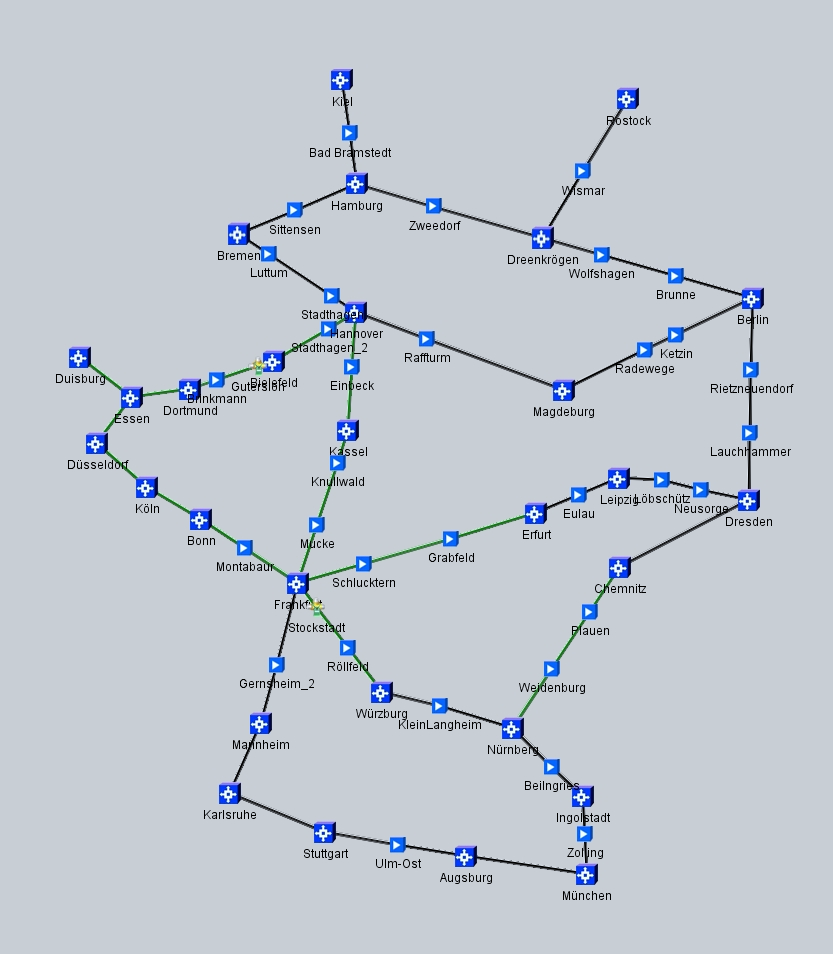 Kiel
Rostock
Bad Bramstedt
Wismar
Hamburg
Sittensen
Zweedorf
Bremen
Dreenkrögen
Luttum
Wolfshagen
Brunne
Stadthagen
Berlin
Hannover
Stadthagen_2
Raffturm
Ketzin
Radewege
Duisburg
Gütersloh
Bielefeld
Einbeck
Rietzneuendorf
Brinkmann
Dortmund
Magdeburg
Essen
Kassel
Lauchhammer
Düsseldorf
Knüllwald
Köln
Leipzig
Löbschütz
Neusorge
Eulau
Dresden
Bonn
Mücke
Erfurt
Grabfeld
Montabaur
Schlucktern
Chemnitz
Frankfurt
Stockstadt
Plauen
Röllfeld
Gernsheim_2
Weidenburg
Würzburg
KleinLangheim
Mannheim
Nürnberg
Beilngries
Karlsruhe
Ingolstadt
Stuttgart
Zolling
Ulm-Ost
Augsburg
München